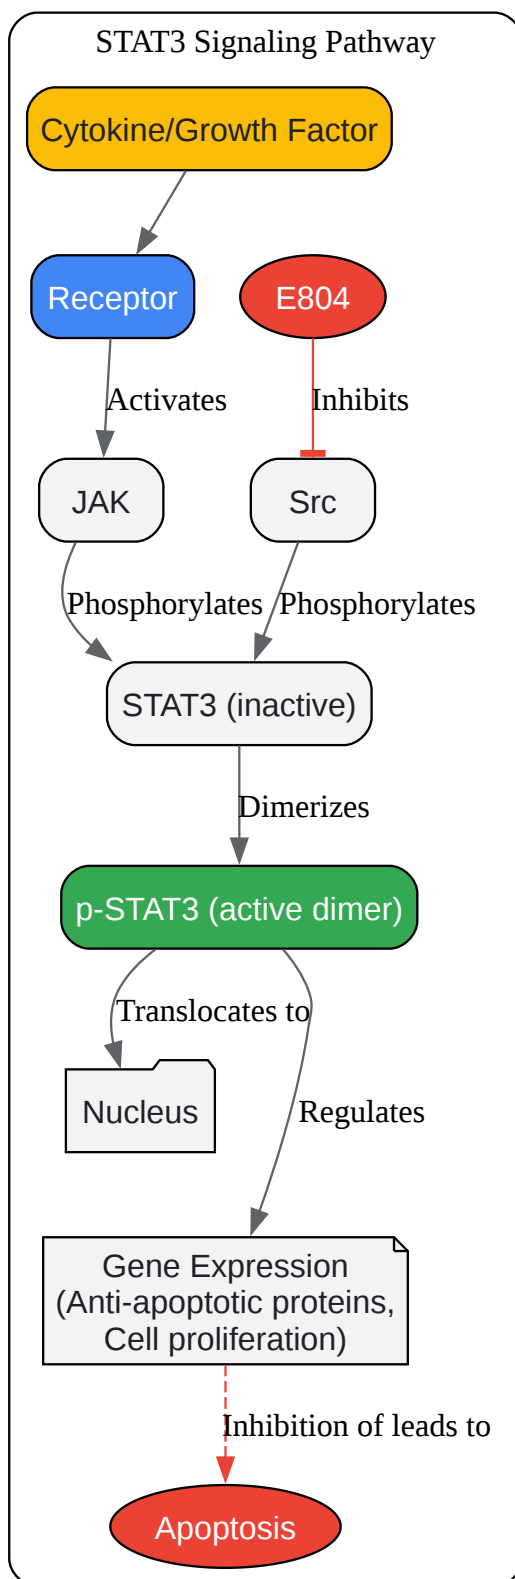 STAT3 Signaling Pathway
Cytokine/Growth Factor
Receptor
E804
Activates
Inhibits
JAK
Src
Phosphorylates
Phosphorylates
STAT3 (inactive)
Dimerizes
p-STAT3 (active dimer)
Translocates to
Nucleus
Regulates
Gene Expression
(Anti-apoptotic proteins,
Cell proliferation)
Inhibition of leads to
Apoptosis